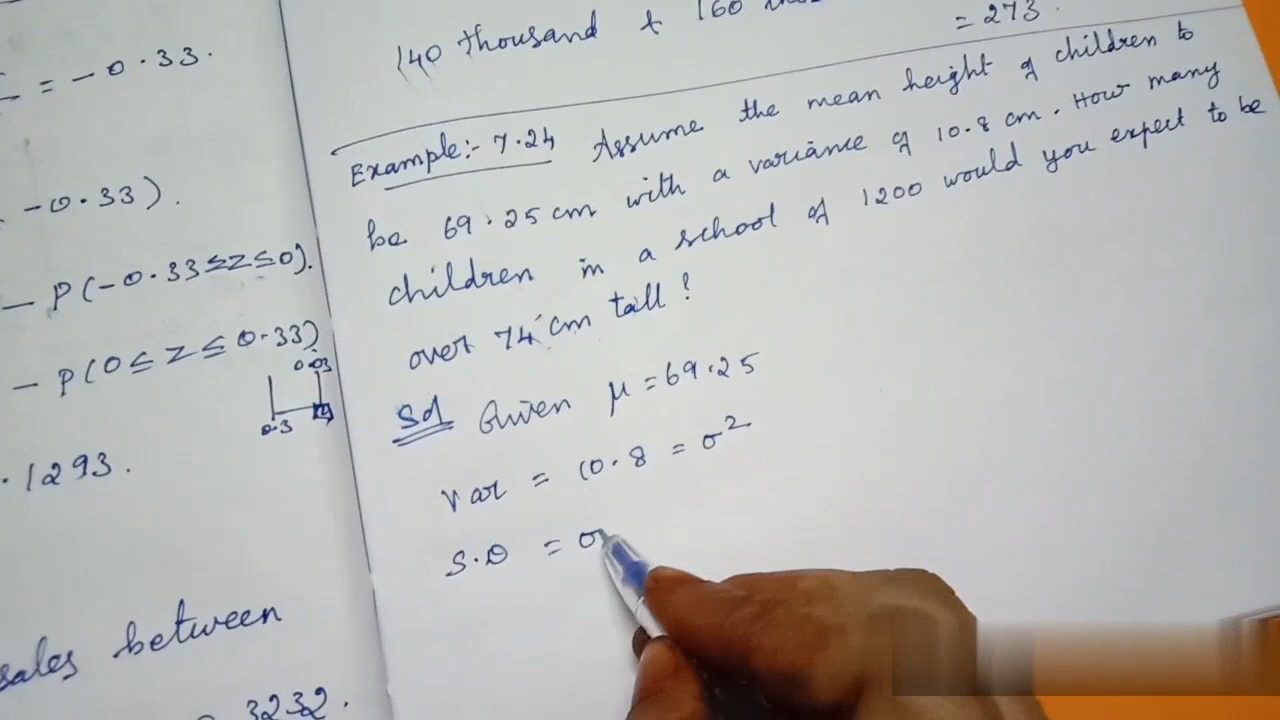 = -0.33.
-0.33).
- P(-0.33≤z≤0).
- P(0≤ z ≤ 0.33)
0.03
0.3
.1293.
sales between
3232.
140 thousand + 160
= 273.
Example:- 7.24 Assume the mean height of children to
be 69.25 cm with a variance of 10.8 cm. How many
children in a school of 1200 would you expect to be
over 74 cm tall?
Sol Given μ = 69.25
Var = 10.8 = σ²
S.D = σ